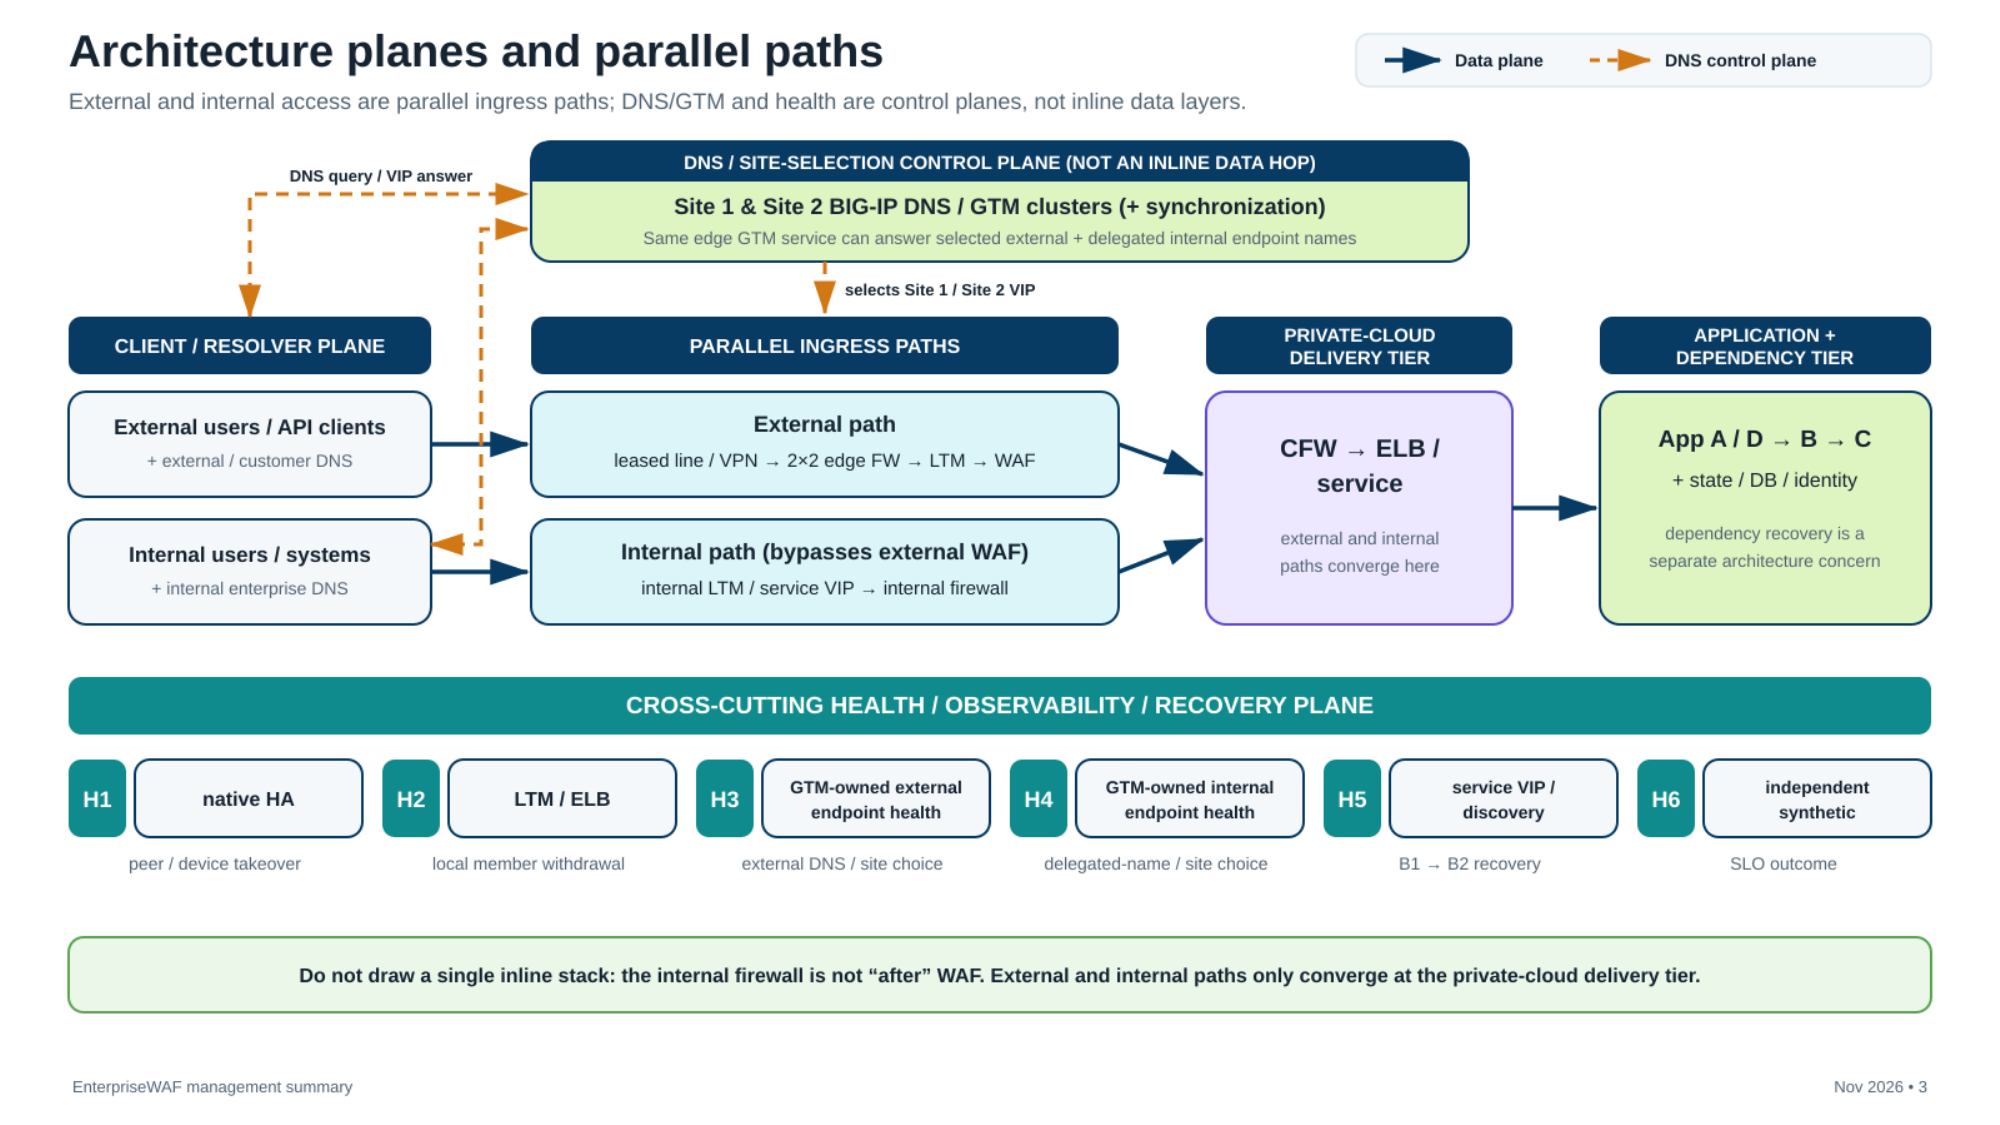 Architecture planes and parallel paths
External and internal access are parallel ingress paths; DNS/GTM and health are control planes, not inline data layers.
Data plane
DNS control plane
DNS query / VIP answer
DNS / SITE-SELECTION CONTROL PLANE (NOT AN INLINE DATA HOP)
Site 1 & Site 2 BIG-IP DNS / GTM clusters (+ synchronization)
Same edge GTM service can answer selected external + delegated internal endpoint names
selects Site 1 / Site 2 VIP
CLIENT / RESOLVER PLANE
External users / API clients
+ external / customer DNS
Internal users / systems
+ internal enterprise DNS
PARALLEL INGRESS PATHS
External path
leased line / VPN → 2×2 edge FW → LTM → WAF
Internal path (bypasses external WAF)
internal LTM / service VIP → internal firewall
PRIVATE-CLOUD
DELIVERY TIER
CFW → ELB /
service
external and internal
paths converge here
APPLICATION +
DEPENDENCY TIER
App A / D → B → C
+ state / DB / identity
dependency recovery is a
separate architecture concern
CROSS-CUTTING HEALTH / OBSERVABILITY / RECOVERY PLANE
H1
native HA
peer / device takeover
H2
LTM / ELB
local member withdrawal
H3
GTM-owned external
endpoint health
external DNS / site choice
H4
GTM-owned internal
endpoint health
delegated-name / site choice
H5
service VIP /
discovery
B1 → B2 recovery
H6
independent
synthetic
SLO outcome
Do not draw a single inline stack: the internal firewall is not “after” WAF. External and internal paths only converge at the private-cloud delivery tier.
EnterpriseWAF management summary
Nov 2026 • 3